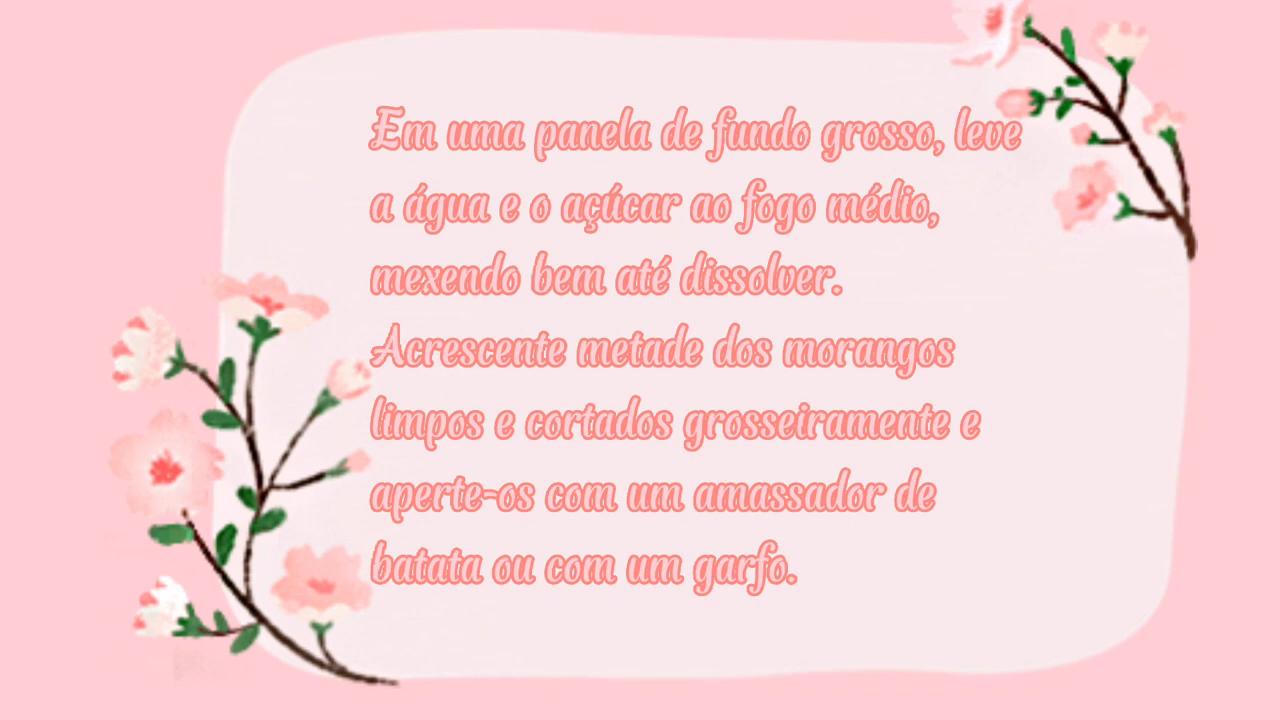 Em uma panela de fundo grosso, leve
a água e o açúcar ao fogo médio,
mexendo bem até dissolver.
Acrescente metade dos morangos
limpos e cortados grosseiramente e
aperte-os com um amassador de
batata ou com um garfo.